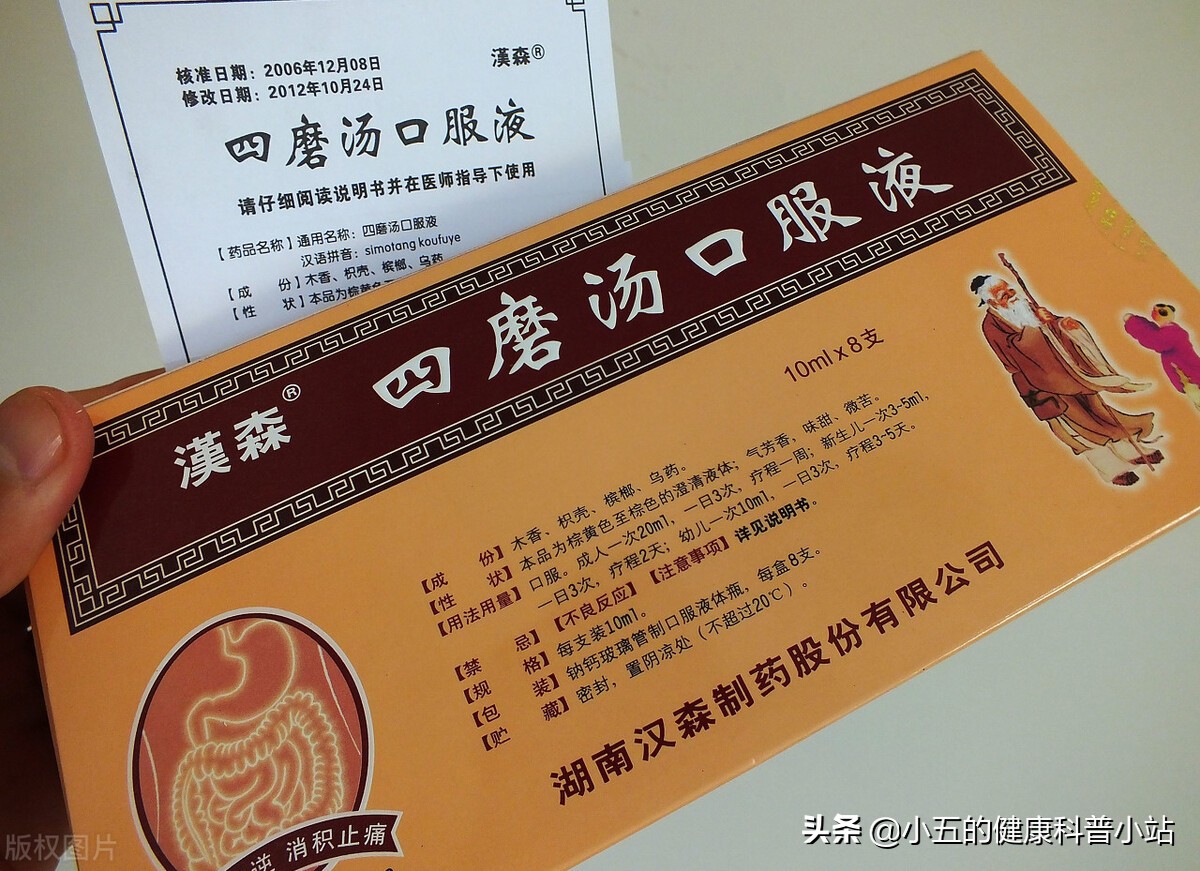 核准日期：2006年12月08日
修改日期：2012年10月24日
漢森®
四磨汤口服液
请仔细阅读说明书并在医师指导下使用
【药品名称】通用名称：四磨汤口服液
汉语拼音：simotang koufuye
【成　份】木香、枳壳、槟榔、乌药
【性　状】本品为棕黄色
漢森®
四磨汤口服液
10ml x 8支
【成　份】木香、枳壳、槟榔、乌药。
【性　状】本品为棕黄色至棕色的澄清液体；气芳香，味甜、微苦。
【用法用量】口服。成人一次20ml，一日3次，疗程一周；新生儿一次3-5ml，
一日3次，疗程2天；幼儿一次10ml，一日3次，疗程3-5天。
【禁　忌】【不良反应】【注意事项】详见说明书。
【规　格】每支装10ml。
【包　装】钠钙玻璃管制口服液体瓶，每盒8支。
【贮　藏】密封，置阴凉处（不超过20℃）。
湖南汉森制药股份有限公司
逆 消积止痛
版权图片
头条 @小五的健康科普小站